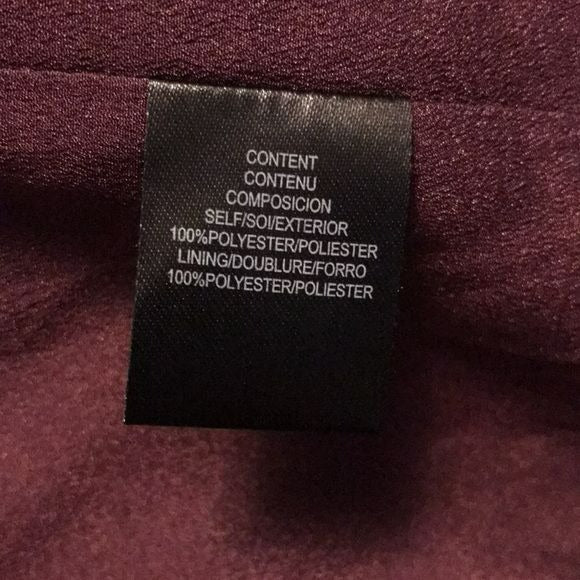 CONTENT
CONTENU
COMPOSICION
SELF/SOI/EXTERIOR
100%POLYESTER/POLIESTER
LINING/DOUBLURE/FORRO
100%POLYESTER/POLIESTER